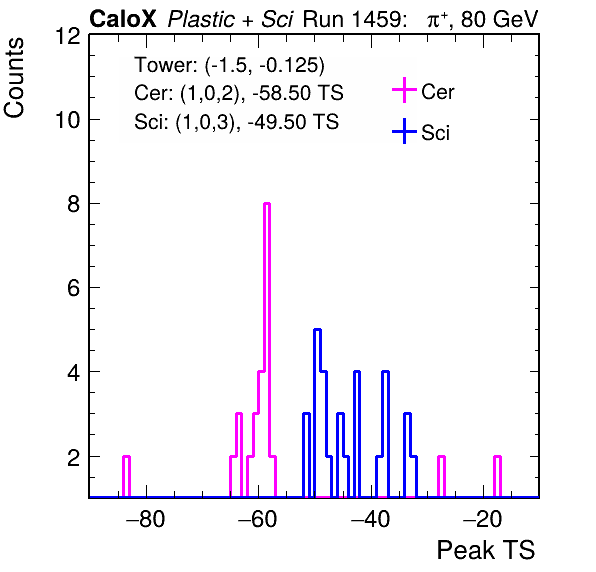 CaloX Plastic + Sci Run 1459: π⁺, 80 GeV
Counts
12
10
8
6
4
2
Tower: (-1.5, -0.125)
Cer: (1,0,2), -58.50 TS
Sci: (1,0,3), -49.50 TS
Cer
Sci
−80 −60 −40 −20
Peak TS